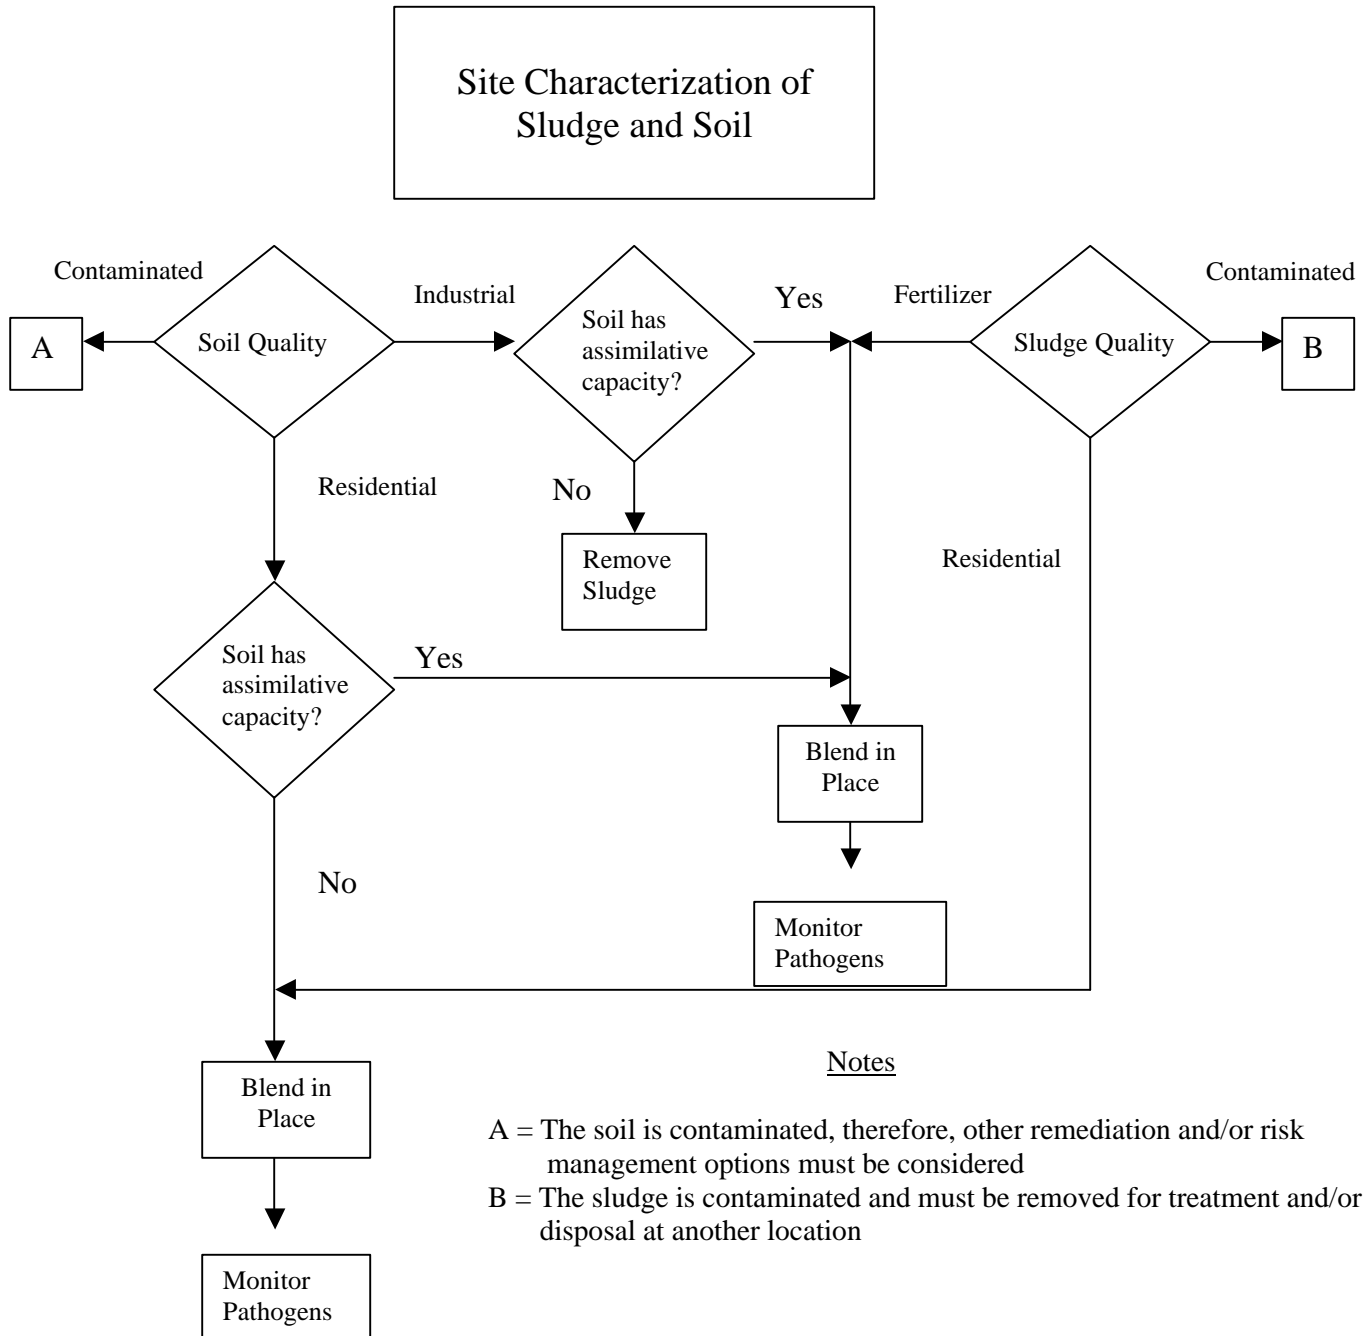 Site Characterization of
Sludge and Soil
Contaminated
Industrial
Yes
Fertilizer
Contaminated
A
Soil Quality
Soil has
assimilative
capacity?
Sludge Quality
B
Residential
No
Remove
Sludge
Residential
Soil has
assimilative
capacity?
Yes
Blend in
Place
No
Monitor
Pathogens
Blend in
Place
Monitor
Pathogens
Notes
A = The soil is contaminated, therefore, other remediation and/or risk
management options must be considered
B = The sludge is contaminated and must be removed for treatment and/or
disposal at another location